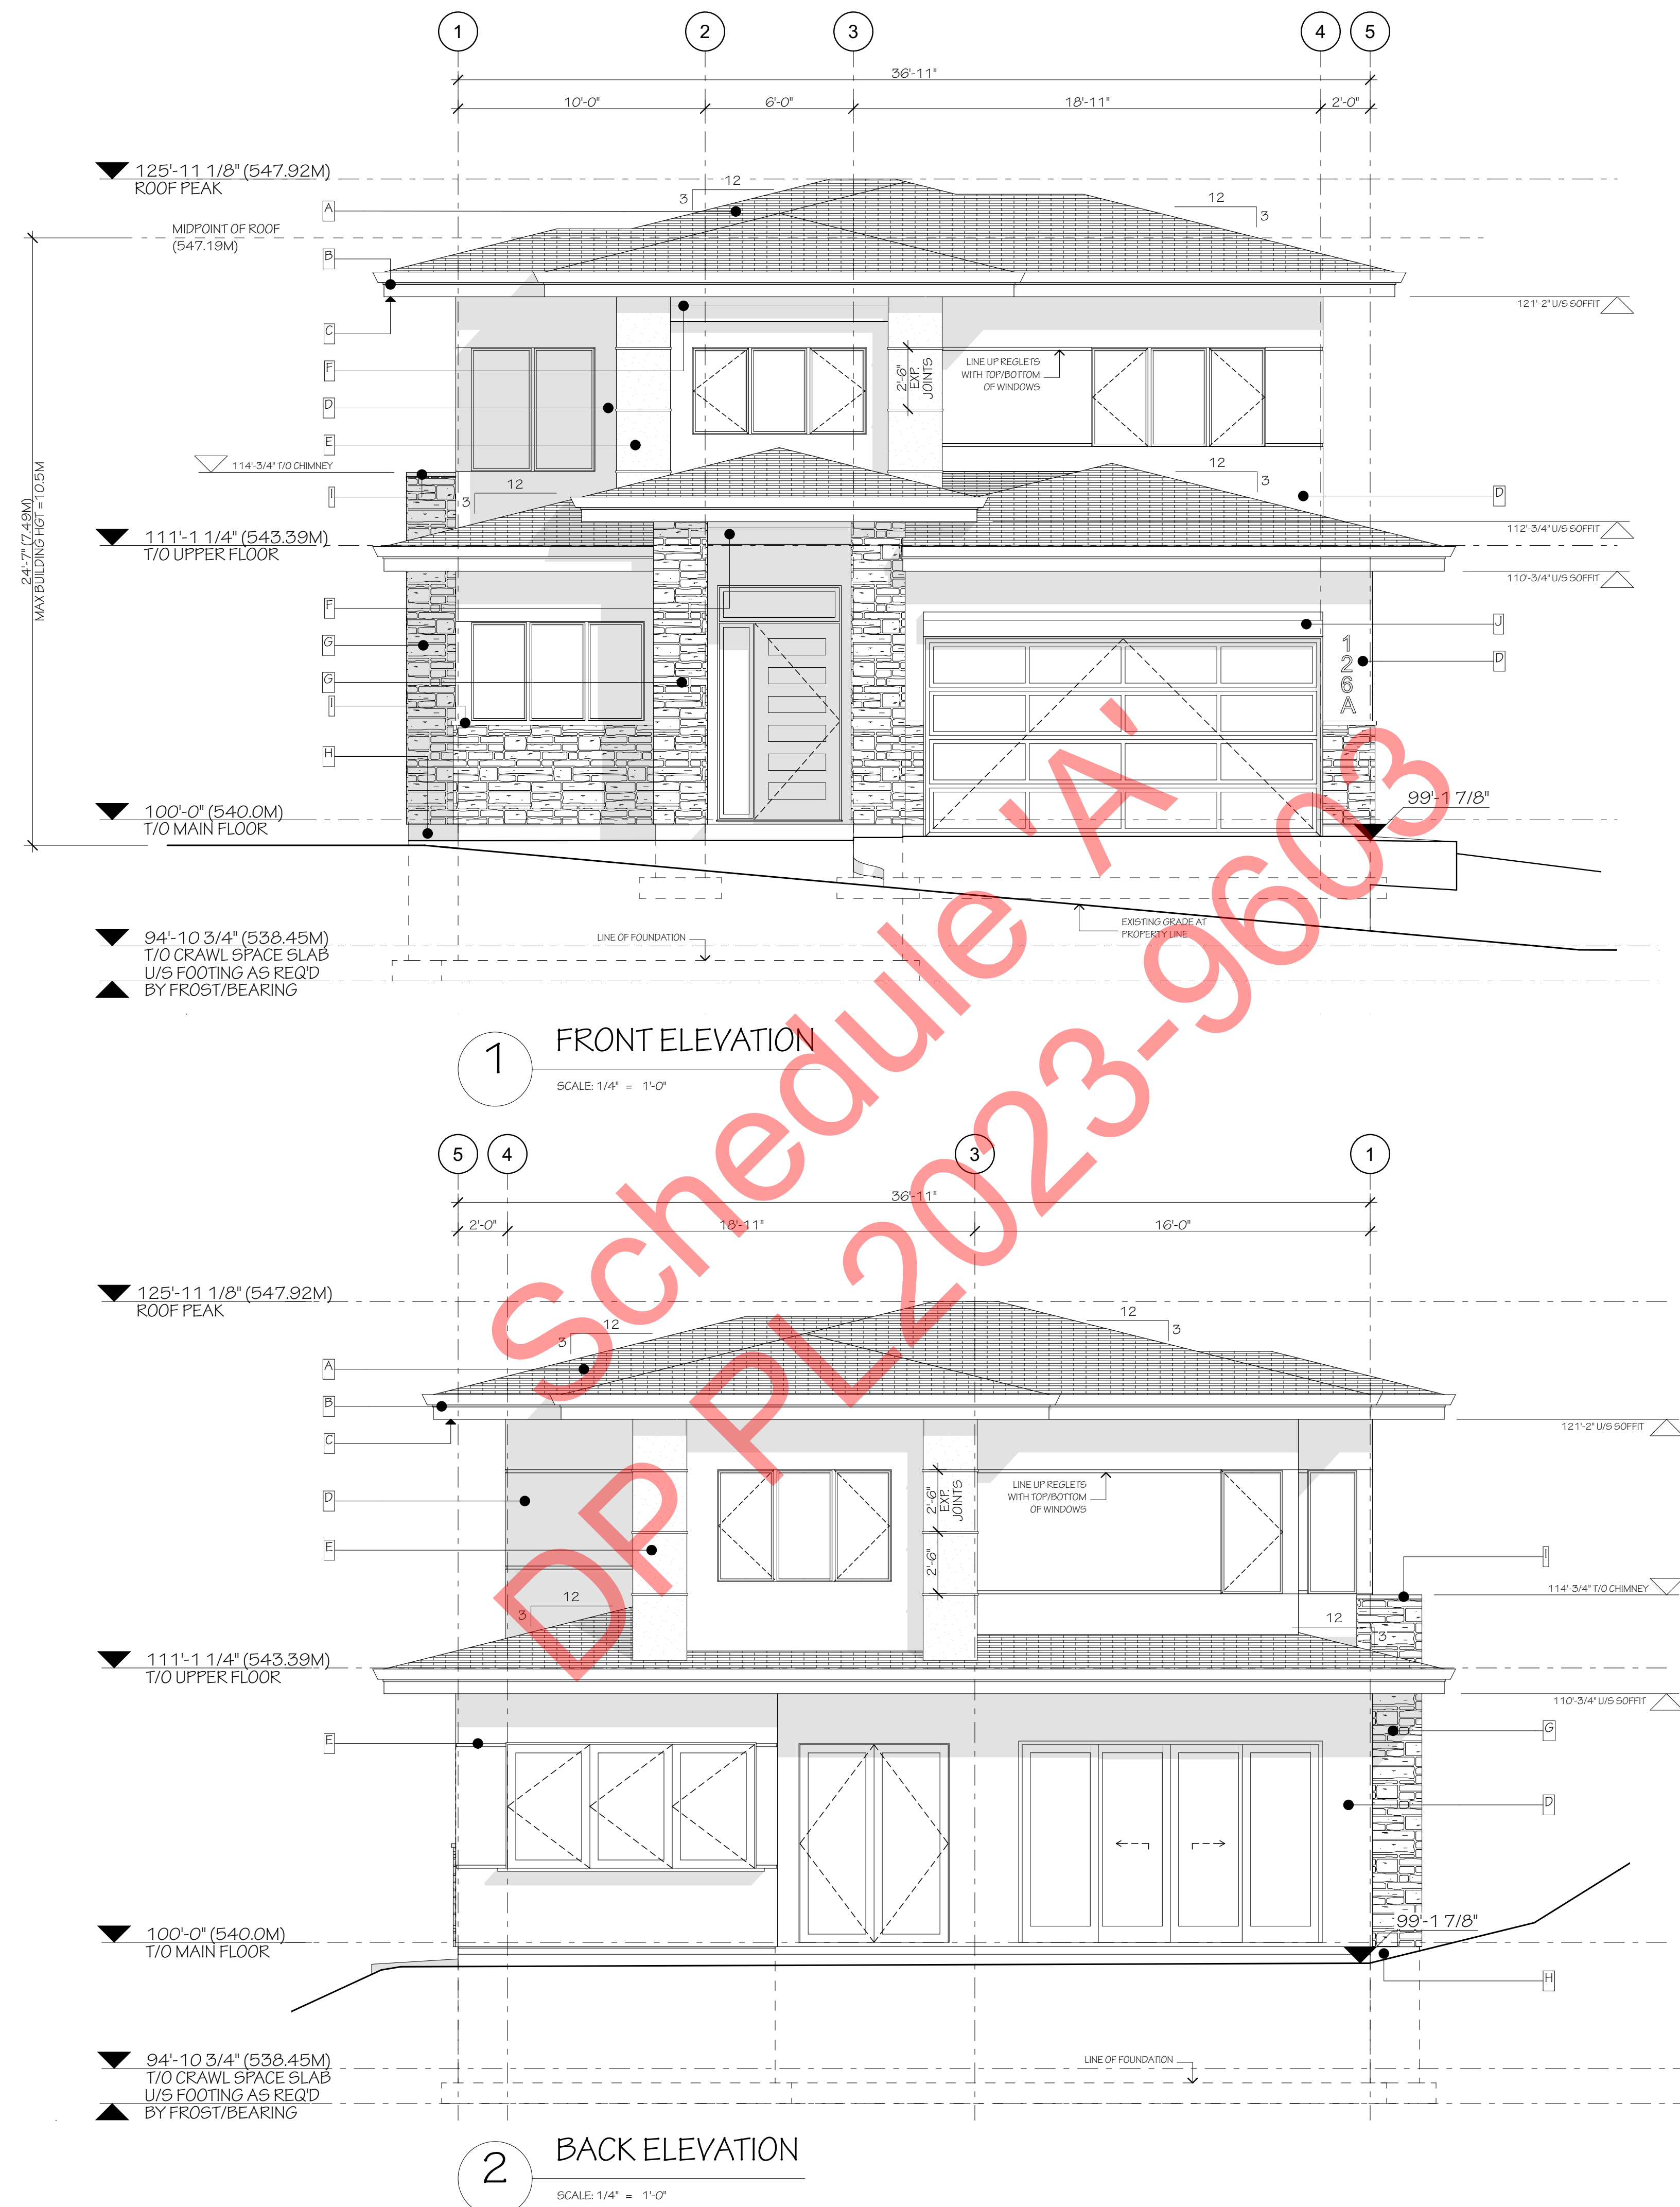 1
2
3
4
5
36'-11"
10'-0"
6'-0"
18'-11"
2'-0"
125'-11 1/8" (547.92M)
ROOF PEAK
MIDPOINT OF ROOF
(547.19M)
12
3
12
3
A
B
C
F
D
E
121'-2" U/S SOFFIT
LINE UP REGLETS
WITH TOP/BOTTOM
OF WINDOWS
2'-6"
EXP.
JOINTS
114'-3/4" T/O CHIMNEY
I
12
3
12
3
D
24'-7" (7.49M)
MAX BUILDING HGT = 10.5M
111'-1 1/4" (543.39M)
T/O UPPER FLOOR
112'-3/4" U/S SOFFIT
110'-3/4" U/S SOFFIT
F
G
G
I
H
J
D
1
2
6
A
100'-0" (540.0M)
T/O MAIN FLOOR
99'-1 7/8"
EXISTING GRADE AT
PROPERTY LINE
LINE OF FOUNDATION
94'-10 3/4" (538.45M)
T/O CRAWL SPACE SLAB
U/S FOOTING AS REQ'D
BY FROST/BEARING
1
FRONT ELEVATION
SCALE: 1/4" = 1'-0"
Schedule 'A'
DP PL2023-9603
5
4
3
1
36'-11"
2'-0"
18'-11"
16'-0"
125'-11 1/8" (547.92M)
ROOF PEAK
12
3
12
3
A
B
C
D
E
121'-2" U/S SOFFIT
LINE UP REGLETS
WITH TOP/BOTTOM
OF WINDOWS
2'-6"
EXP.
JOINTS
2'-6"
I
114'-3/4" T/O CHIMNEY
12
3
12
3
111'-1 1/4" (543.39M)
T/O UPPER FLOOR
110'-3/4" U/S SOFFIT
E
G
D
100'-0" (540.0M)
T/O MAIN FLOOR
99'-1 7/8"
H
94'-10 3/4" (538.45M)
T/O CRAWL SPACE SLAB
U/S FOOTING AS REQ'D
BY FROST/BEARING
LINE OF FOUNDATION
2
BACK ELEVATION
SCALE: 1/4" = 1'-0"